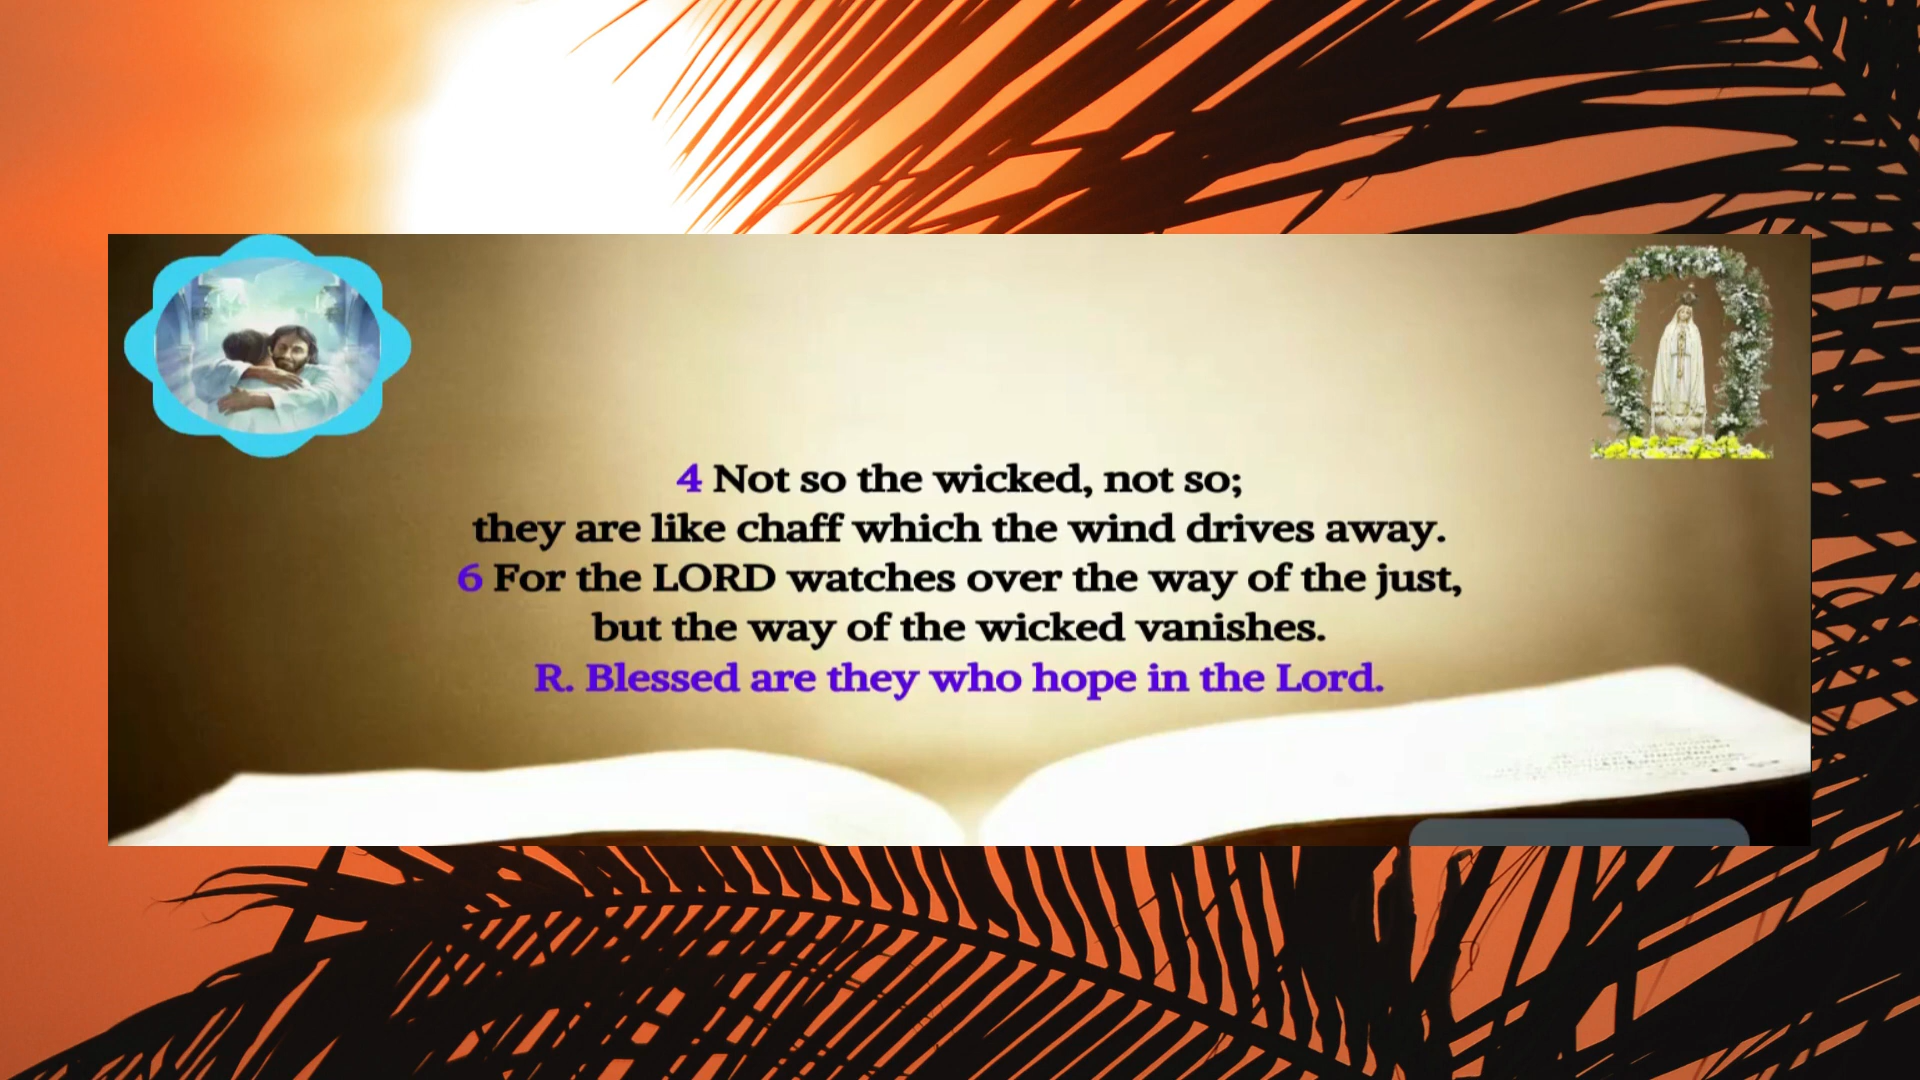 4 Not so the wicked, not so;
they are like chaff which the wind drives away.
6 For the LORD watches over the way of the just,
but the way of the wicked vanishes.
R. Blessed are they who hope in the Lord.